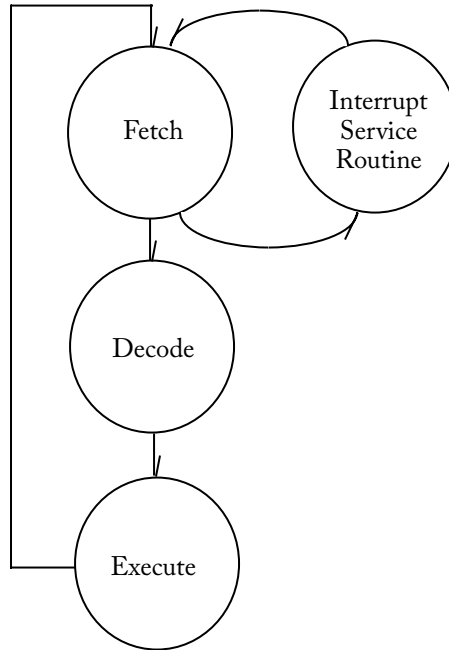 Fetch
Interrupt
Service
Routine
Decode
Execute